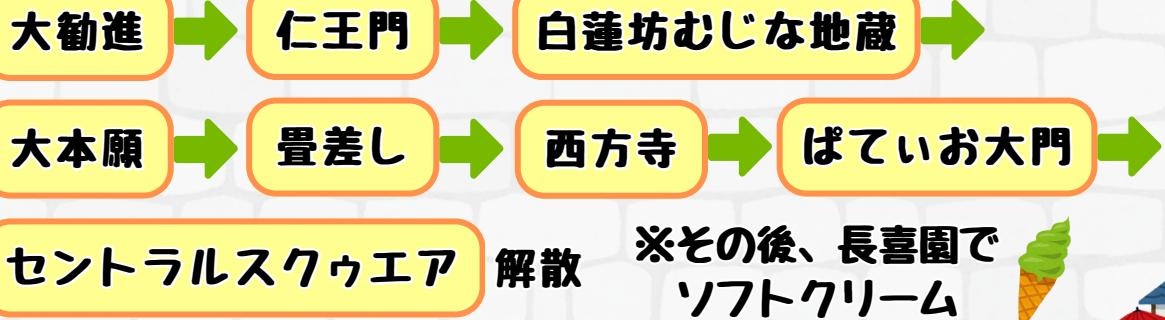 大勧進 仁王門 白蓮坊むじな地蔵
大本願 畳差し 西方寺 ぱてぃお大門
セントラルスクゥエア 解散
※その後、長喜園で
ソフトクリーム